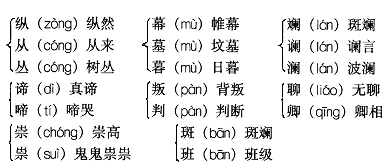 纵（zòng）纵然 幕（mù）帷幕 斓（lán）斑斓
从（cóng）从来 墓（mù）坟墓 谰（lán）谰言
丛（cóng）树丛 暮（mù）日暮 澜（lán）波澜
谛（dì）真谛 叛（pàn）背叛 聊（liáo）无聊
啼（tí）啼哭 判（pàn）判断 卿（qīng）卿相
崇（chóng）崇高 斑（bān）斑斓
祟（suì）鬼鬼祟祟 班（bān）班级